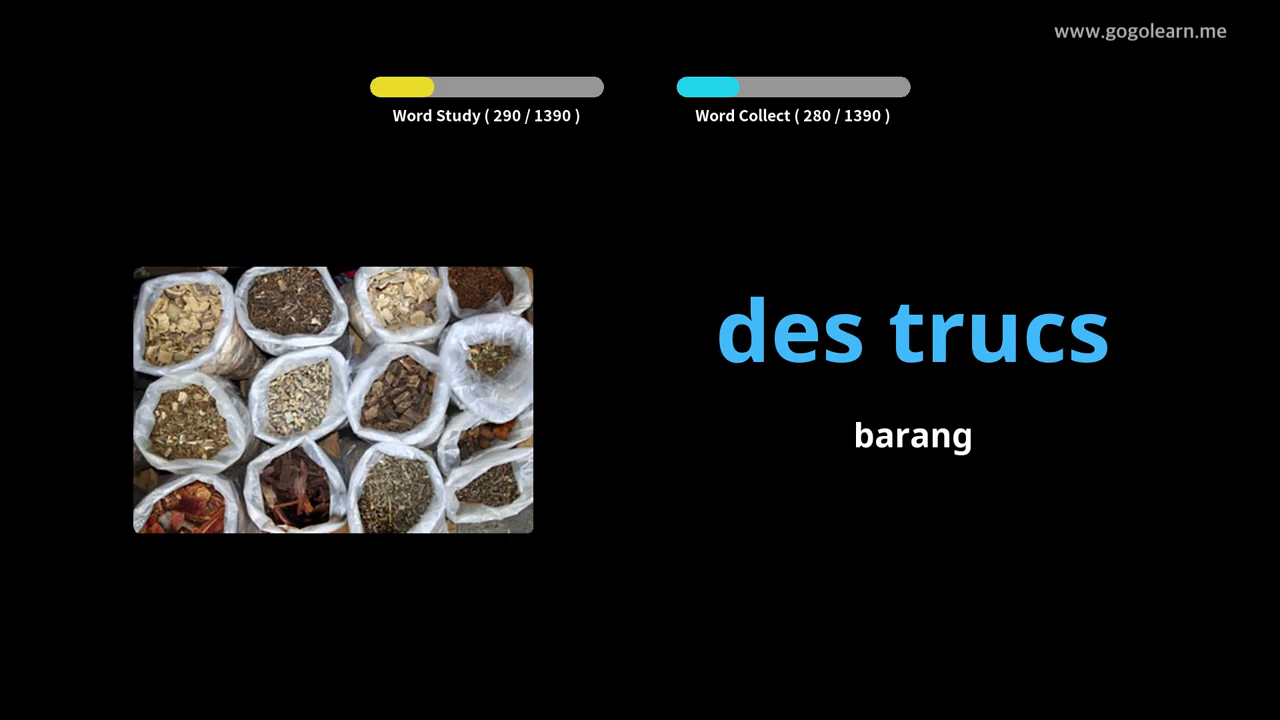 www.gogolearn.me
Word Study ( 290 / 1390 )
Word Collect ( 280 / 1390 )
des trucs
barang